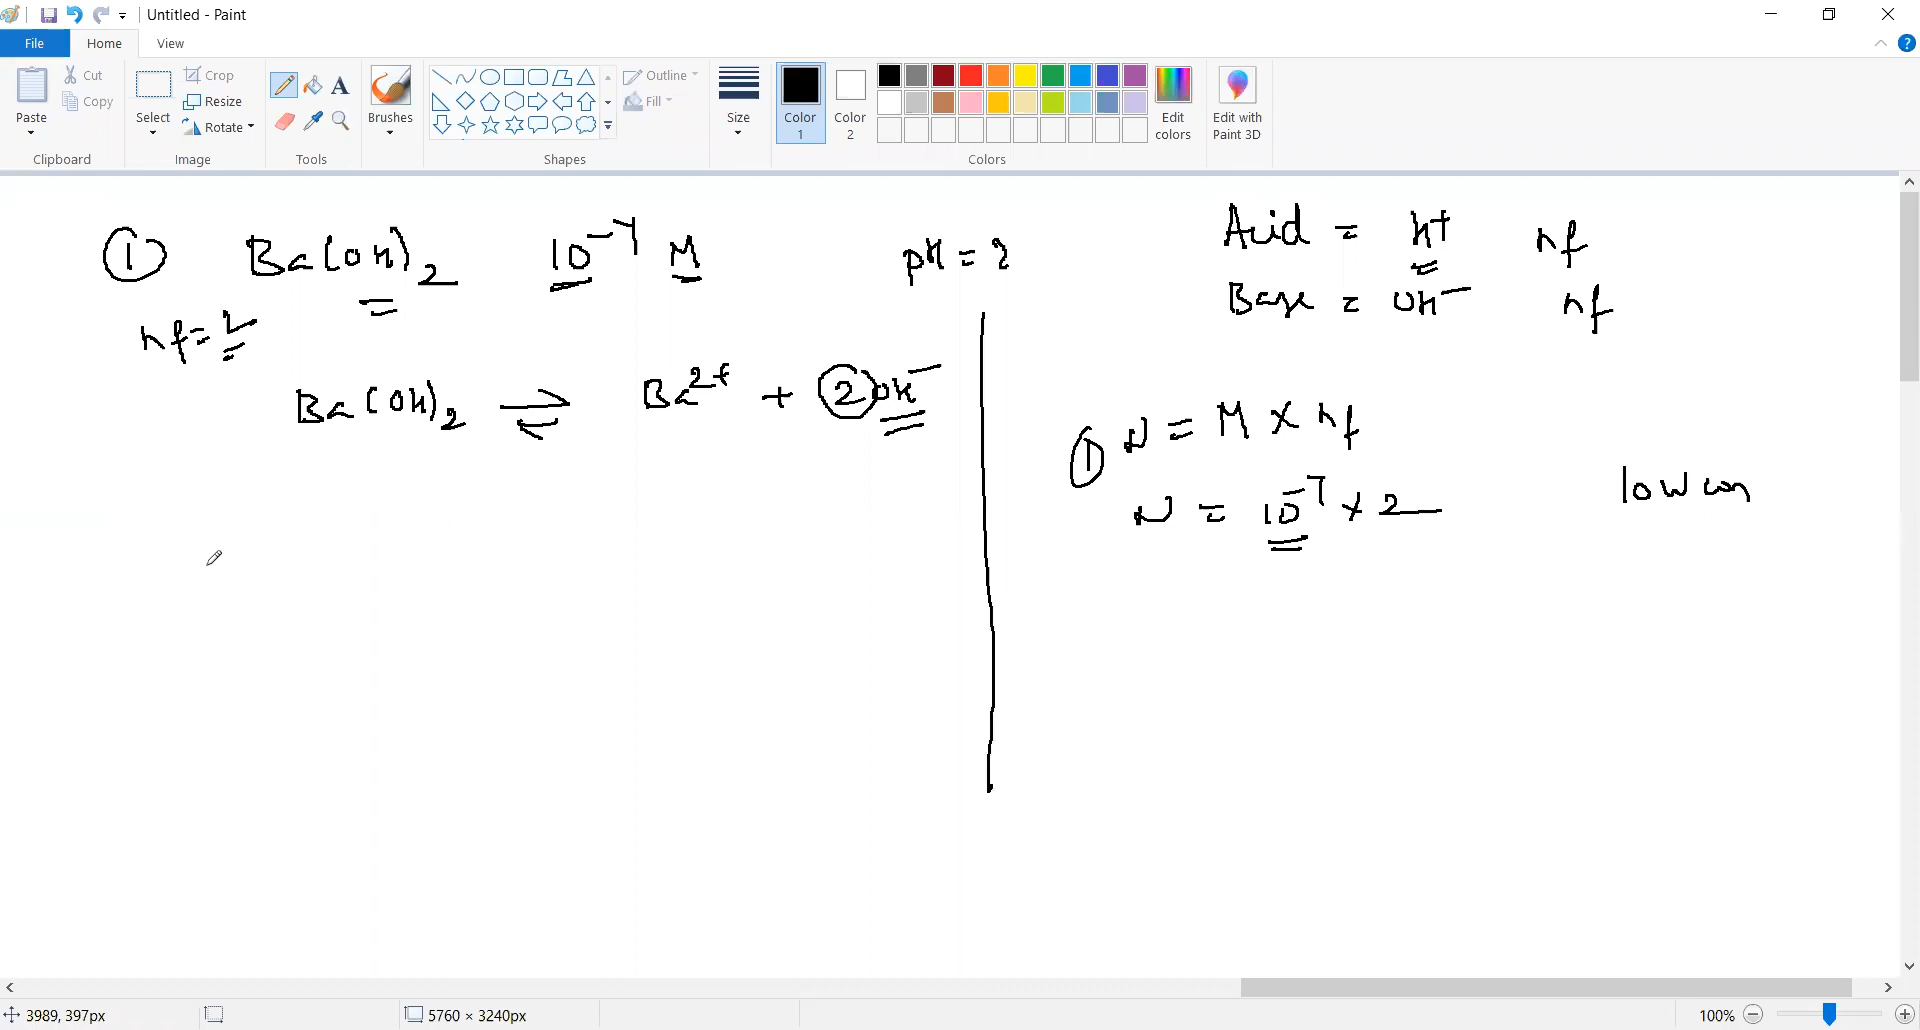 Untitled - Paint
File Home View
Paste Cut Copy Clipboard
Select Crop Resize Rotate Image
Tools
Brushes
Outline Fill Shapes
Size
Color 1 Color 2 Edit colors Colors
Edit with Paint 3D
① Ba(OH)₂ 10⁻⁷ M pH = ?
nf = 2
Ba(OH)₂ ⇌ Ba²⁺ + 2OH⁻
Acid = H⁺ nf
Base = OH⁻ nf
① N = M × nf
N = 10⁻⁷ × 2
low con
3989, 397px
5760 × 3240px
100%